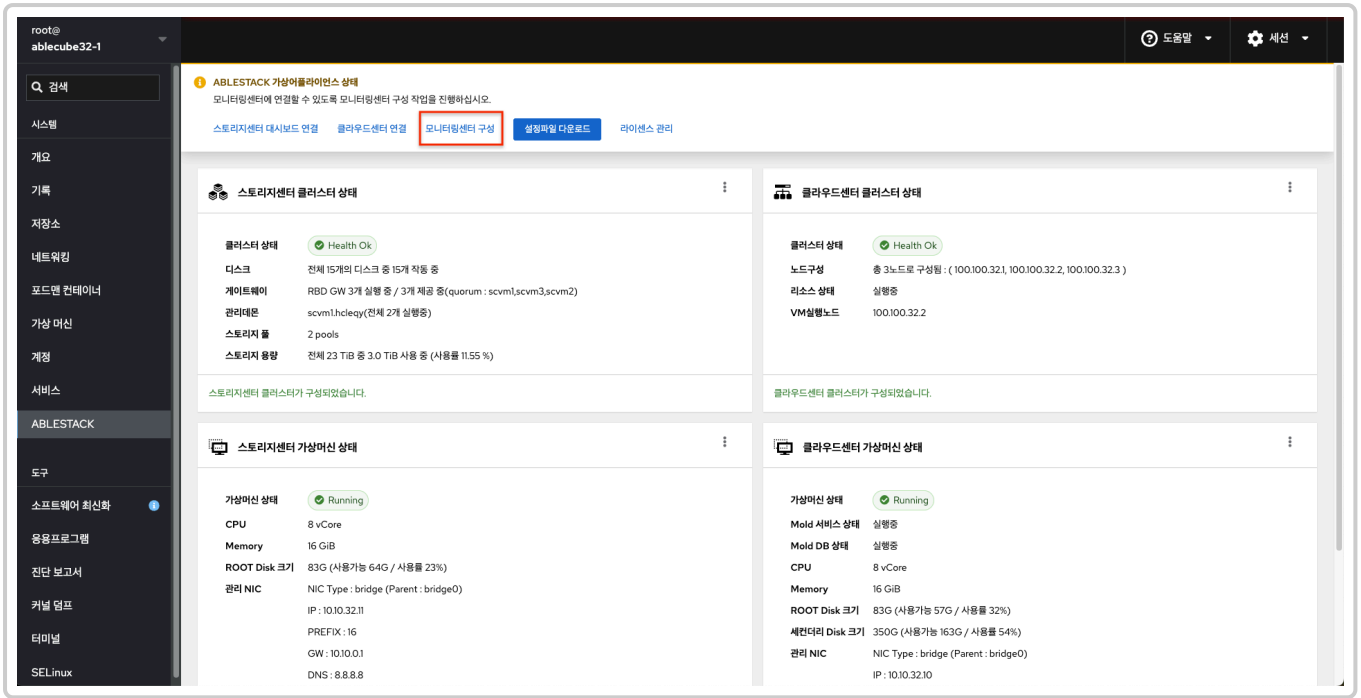 root@
ablecube32-1
도움말
세션
검색
시스템
개요
기록
저장소
네트워킹
포드맨 컨테이너
가상 머신
계정
서비스
ABLESTACK
도구
소프트웨어 최신화
응용프로그램
진단 보고서
커널 덤프
터미널
SELinux
ABLESTACK 가상어플라이언스 상태
모니터링센터에 연결할 수 있도록 모니터링센터 구성 작업을 진행하십시오.
스토리지센터 대시보드 연결 클라우드센터 연결 모니터링센터 구성 설정파일 다운로드 라이센스 관리
스토리지센터 클러스터 상태
클러스터 상태 Health Ok
디스크 전체 15개의 디스크 중 15개 작동 중
게이트웨이 RBD GW 3개 실행 중 / 3개 제공 중(quorum : scvm1,scvm3,scvm2)
관리데몬 scvm1.hcleqy(전체 2개 실행중)
스토리지 풀 2 pools
스토리지 용량 전체 23 TiB 중 3.0 TiB 사용 중 (사용률 11.55 %)
스토리지센터 클러스터가 구성되었습니다.
클라우드센터 클러스터 상태
클러스터 상태 Health Ok
노드구성 총 3노드로 구성됨 : ( 100.100.32.1, 100.100.32.2, 100.100.32.3 )
리소스 상태 실행중
VM실행노드 100.100.32.2
클라우드센터 클러스터가 구성되었습니다.
스토리지센터 가상머신 상태
가상머신 상태 Running
CPU 8 vCore
Memory 16 GiB
ROOT Disk 크기 83G (사용가능 64G / 사용률 23%)
관리 NIC NIC Type : bridge (Parent : bridge0)
IP : 10.10.32.11
PREFIX : 16
GW : 10.10.0.1
DNS : 8.8.8.8
클라우드센터 가상머신 상태
가상머신 상태 Running
Mold 서비스 상태 실행중
Mold DB 상태 실행중
CPU 8 vCore
Memory 16 GiB
ROOT Disk 크기 83G (사용가능 57G / 사용률 32%)
세컨더리 Disk 크기 350G (사용가능 163G / 사용률 54%)
관리 NIC NIC Type : bridge (Parent : bridge0)
IP : 10.10.32.10